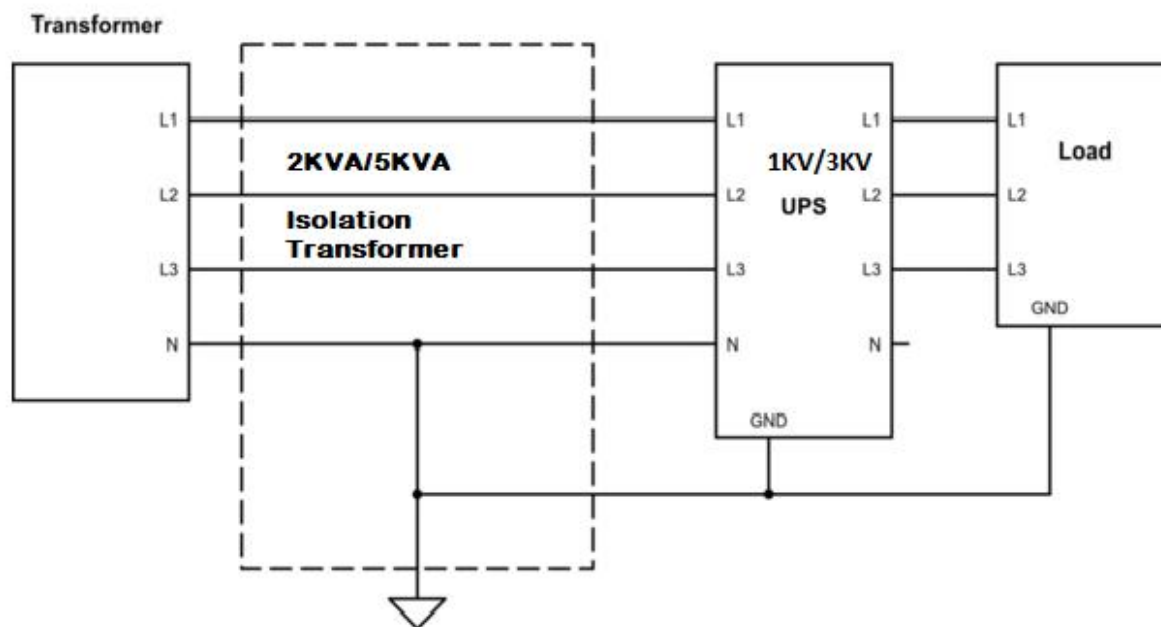 Transformer
L1
L2
L3
N
2KVA/5KVA
Isolation
Transformer
L1
L2
L3
N
1KV/3KV
UPS
GND
L1
L2
L3
N
L1
L2
L3
Load
GND